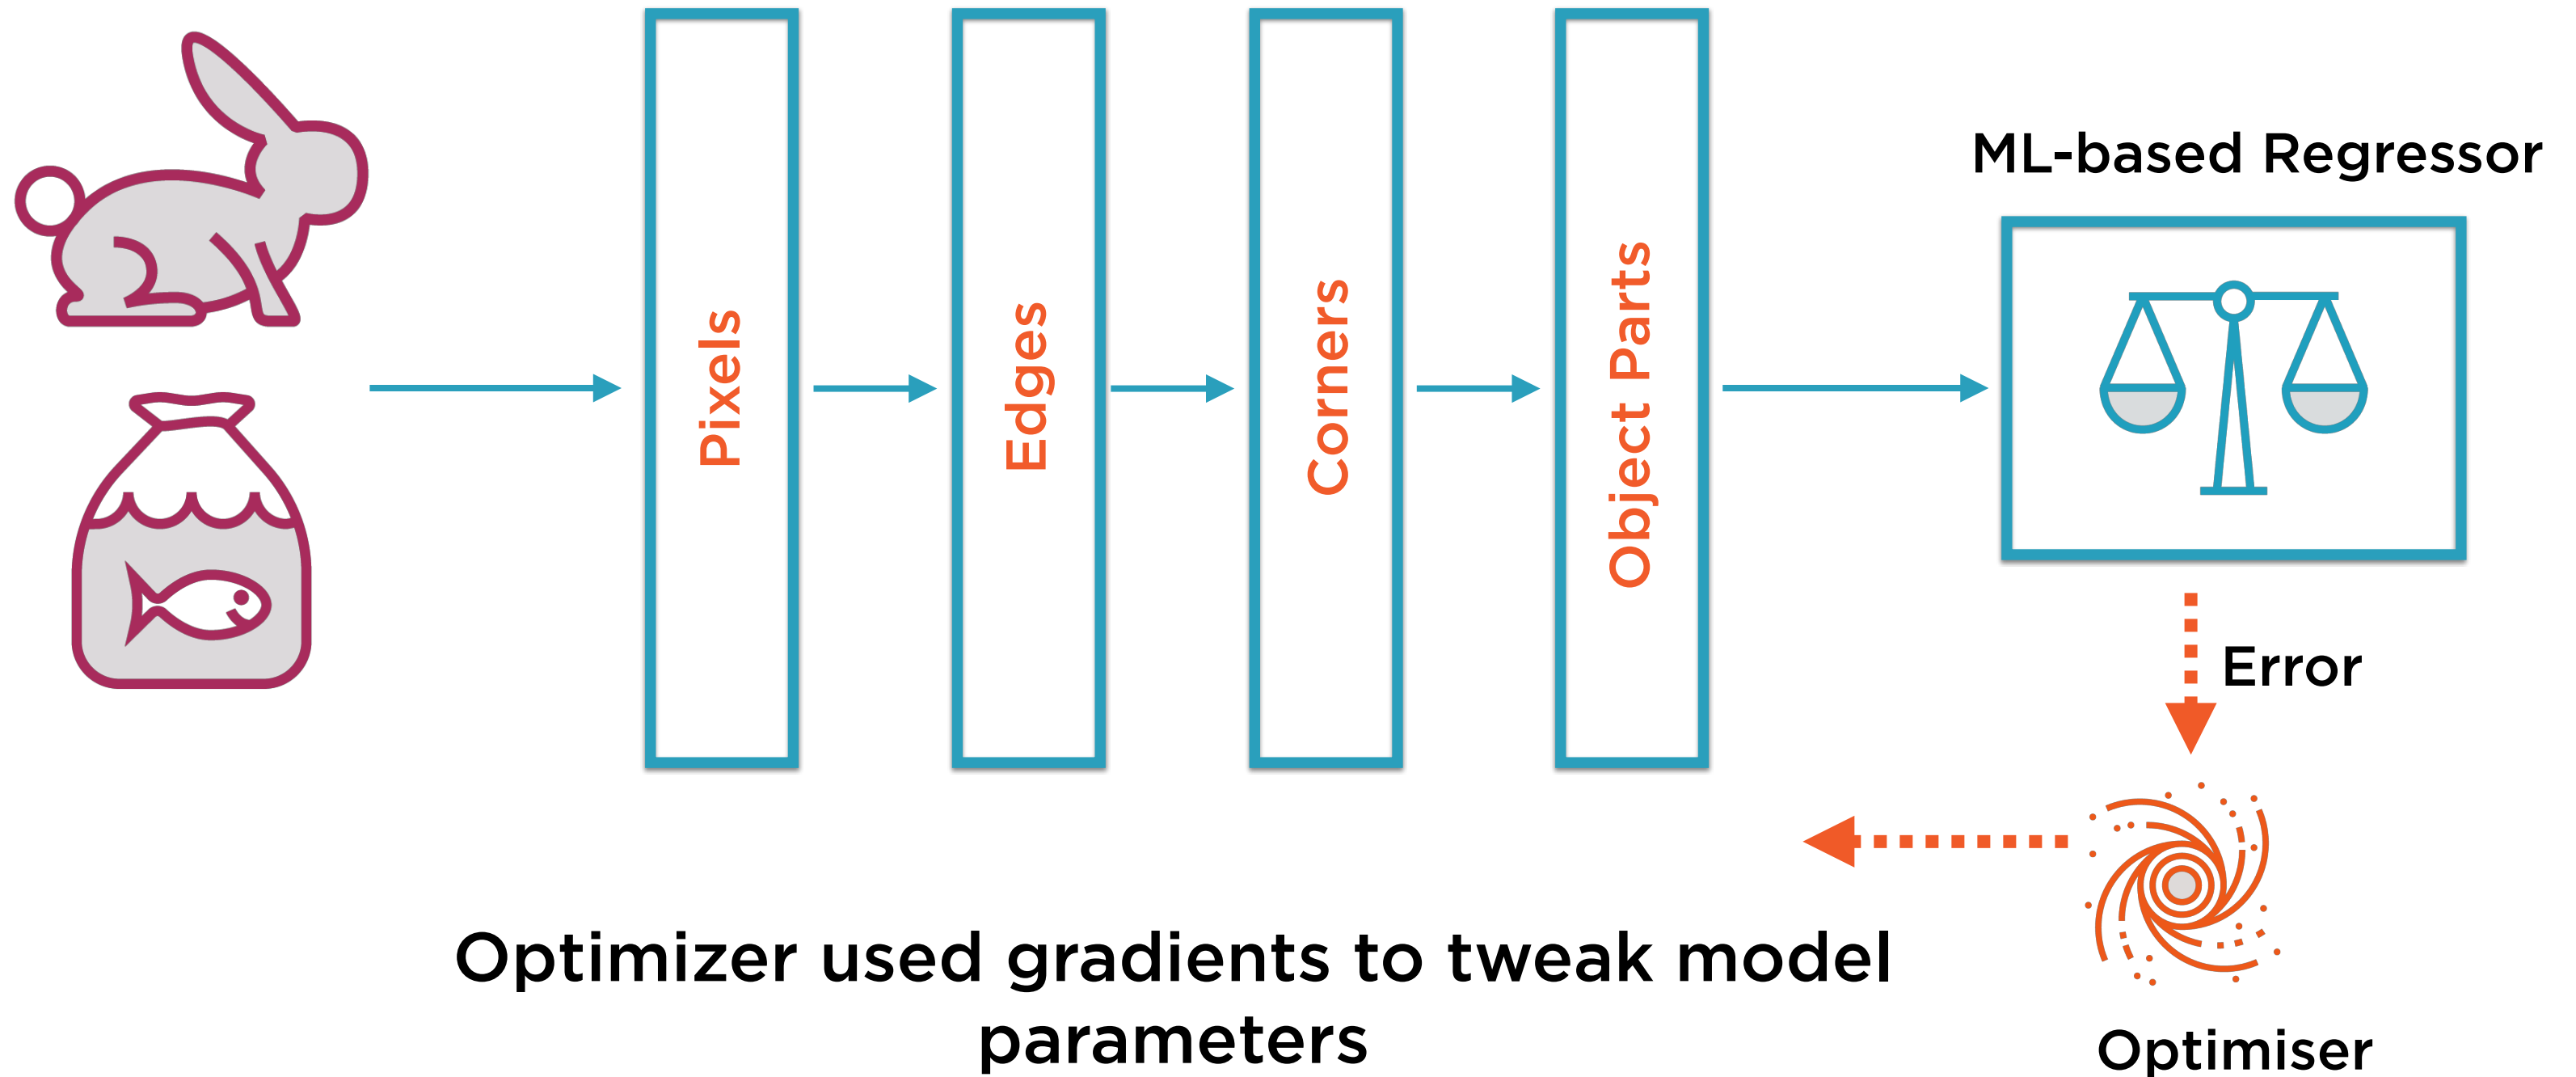 ML-based Regressor
Pixels
Edges
Corners
Object Parts
Error
Optimizer used gradients to tweak model
parameters
Optimiser